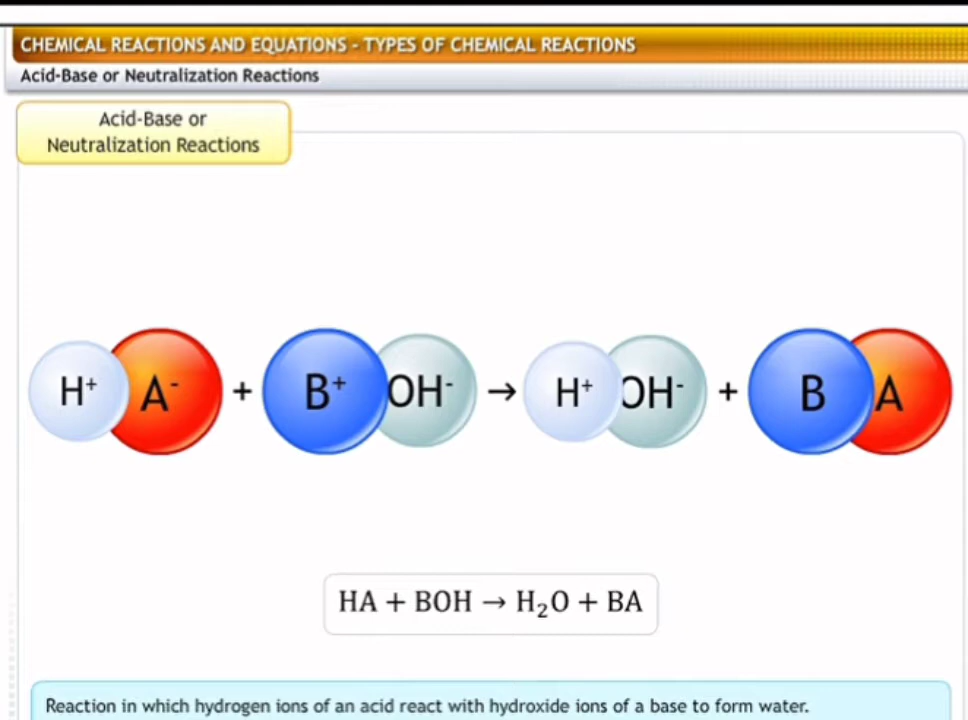 CHEMICAL REACTIONS AND EQUATIONS - TYPES OF CHEMICAL REACTIONS
Acid-Base or Neutralization Reactions
Acid-Base or
Neutralization Reactions
H⁺ A⁻ + B⁺ OH⁻ → H⁺ OH⁻ + B A
HA + BOH → H₂O + BA
Reaction in which hydrogen ions of an acid react with hydroxide ions of a base to form water.